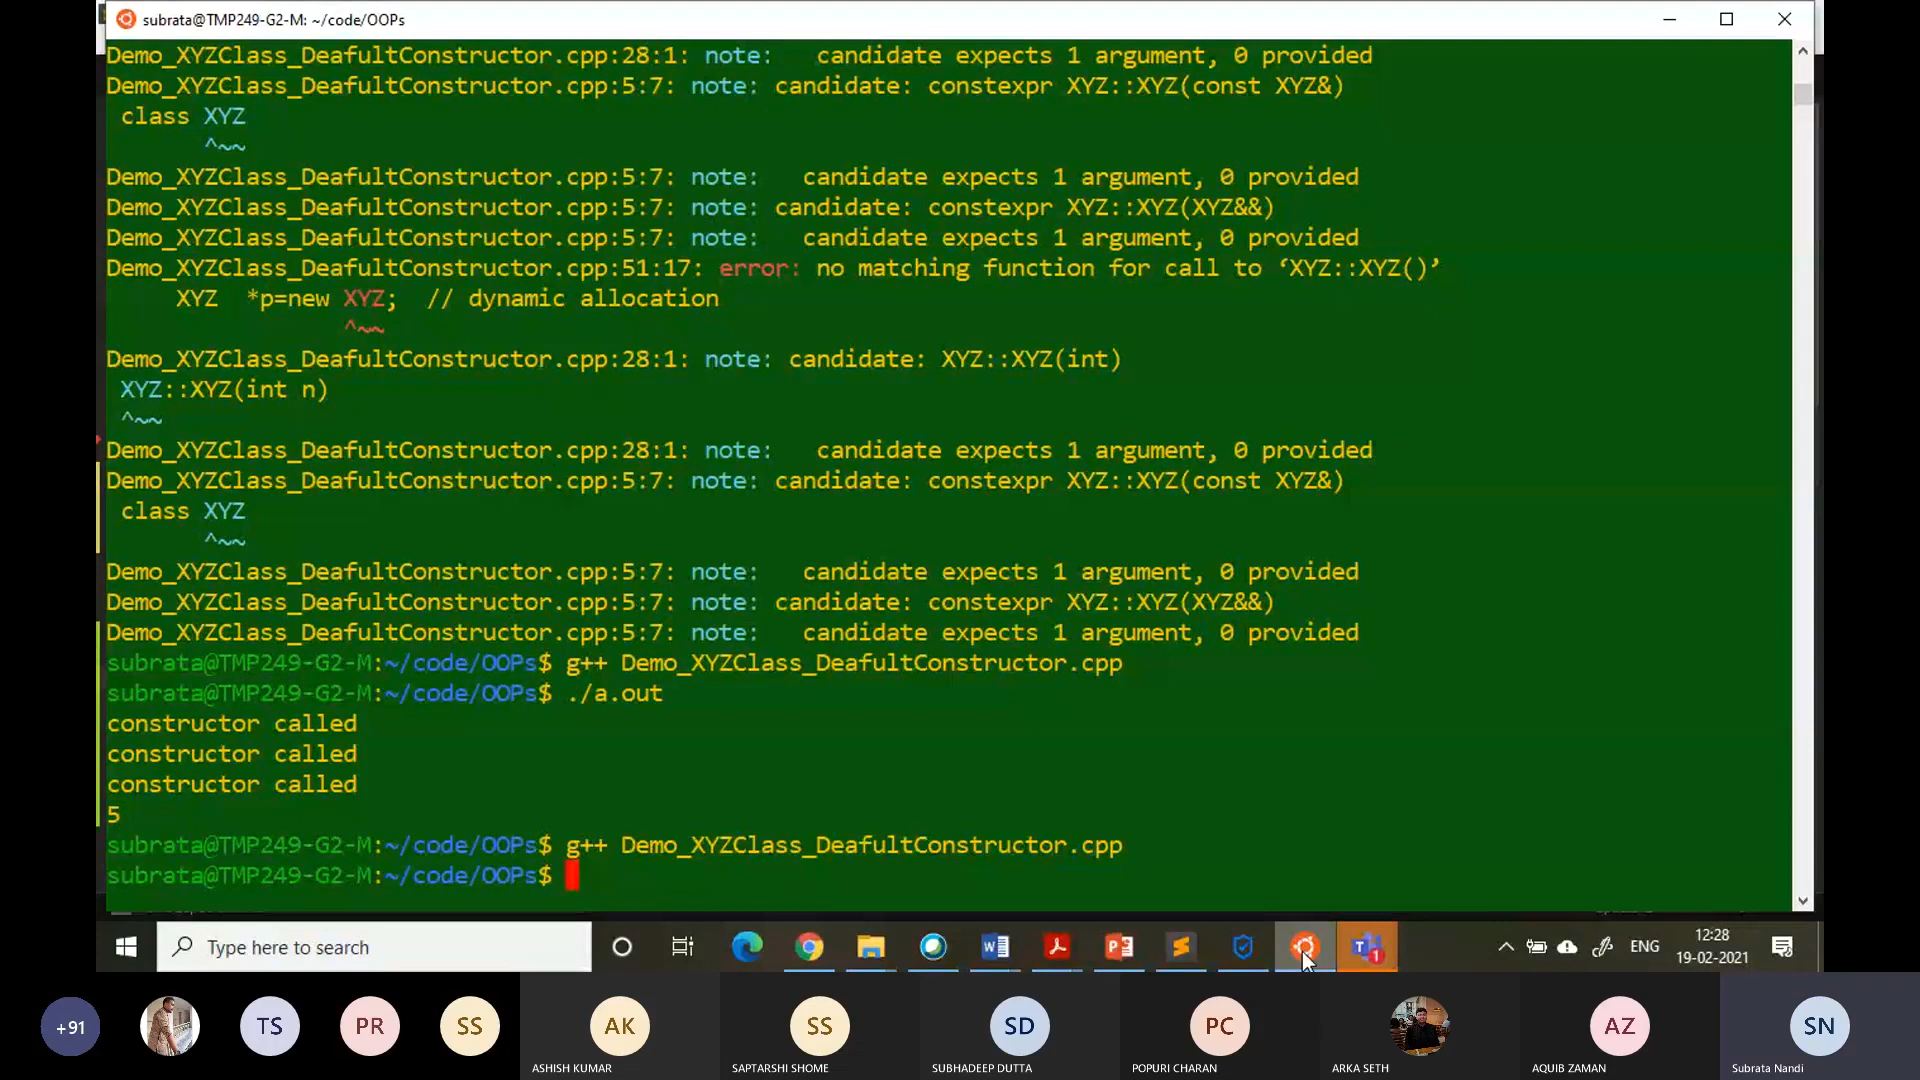 subrata@TMP249-G2-M: ~/code/OOPs
Demo_XYZClass_DeafultConstructor.cpp:28:1: note:   candidate expects 1 argument, 0 provided
Demo_XYZClass_DeafultConstructor.cpp:5:7: note: candidate: constexpr XYZ::XYZ(const XYZ&)
class XYZ
^~~
Demo_XYZClass_DeafultConstructor.cpp:5:7: note:   candidate expects 1 argument, 0 provided
Demo_XYZClass_DeafultConstructor.cpp:5:7: note: candidate: constexpr XYZ::XYZ(XYZ&&)
Demo_XYZClass_DeafultConstructor.cpp:5:7: note:   candidate expects 1 argument, 0 provided
Demo_XYZClass_DeafultConstructor.cpp:51:17: error: no matching function for call to ‘XYZ::XYZ()’
XYZ  *p=new XYZ;  // dynamic allocation
^~~
Demo_XYZClass_DeafultConstructor.cpp:28:1: note: candidate: XYZ::XYZ(int)
XYZ::XYZ(int n)
^~~
Demo_XYZClass_DeafultConstructor.cpp:28:1: note:   candidate expects 1 argument, 0 provided
Demo_XYZClass_DeafultConstructor.cpp:5:7: note: candidate: constexpr XYZ::XYZ(const XYZ&)
class XYZ
^~~
Demo_XYZClass_DeafultConstructor.cpp:5:7: note:   candidate expects 1 argument, 0 provided
Demo_XYZClass_DeafultConstructor.cpp:5:7: note: candidate: constexpr XYZ::XYZ(XYZ&&)
Demo_XYZClass_DeafultConstructor.cpp:5:7: note:   candidate expects 1 argument, 0 provided
subrata@TMP249-G2-M:~/code/OOPs$ g++ Demo_XYZClass_DeafultConstructor.cpp
subrata@TMP249-G2-M:~/code/OOPs$ ./a.out
constructor called
constructor called
constructor called
5
subrata@TMP249-G2-M:~/code/OOPs$ g++ Demo_XYZClass_DeafultConstructor.cpp
subrata@TMP249-G2-M:~/code/OOPs$
Type here to search
ENG
12:28
19-02-2021
+91
TS
PR
SS
AK
SS
SD
PC
AZ
SN
ASHISH KUMAR
SAPTARSHI SHOME
SUBHADEEP DUTTA
POPURI CHARAN
ARKA SETH
AQUIB ZAMAN
Subrata Nandi